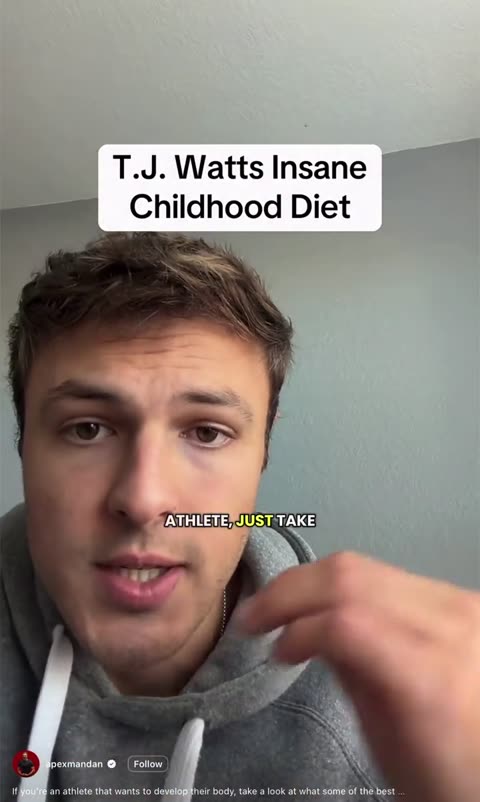 T.J. Watts Insane
Childhood Diet
ATHLETE, JUST TAKE
apexmandan
Follow
If you're an athlete that wants to develop their body, take a look at what some of the best ...